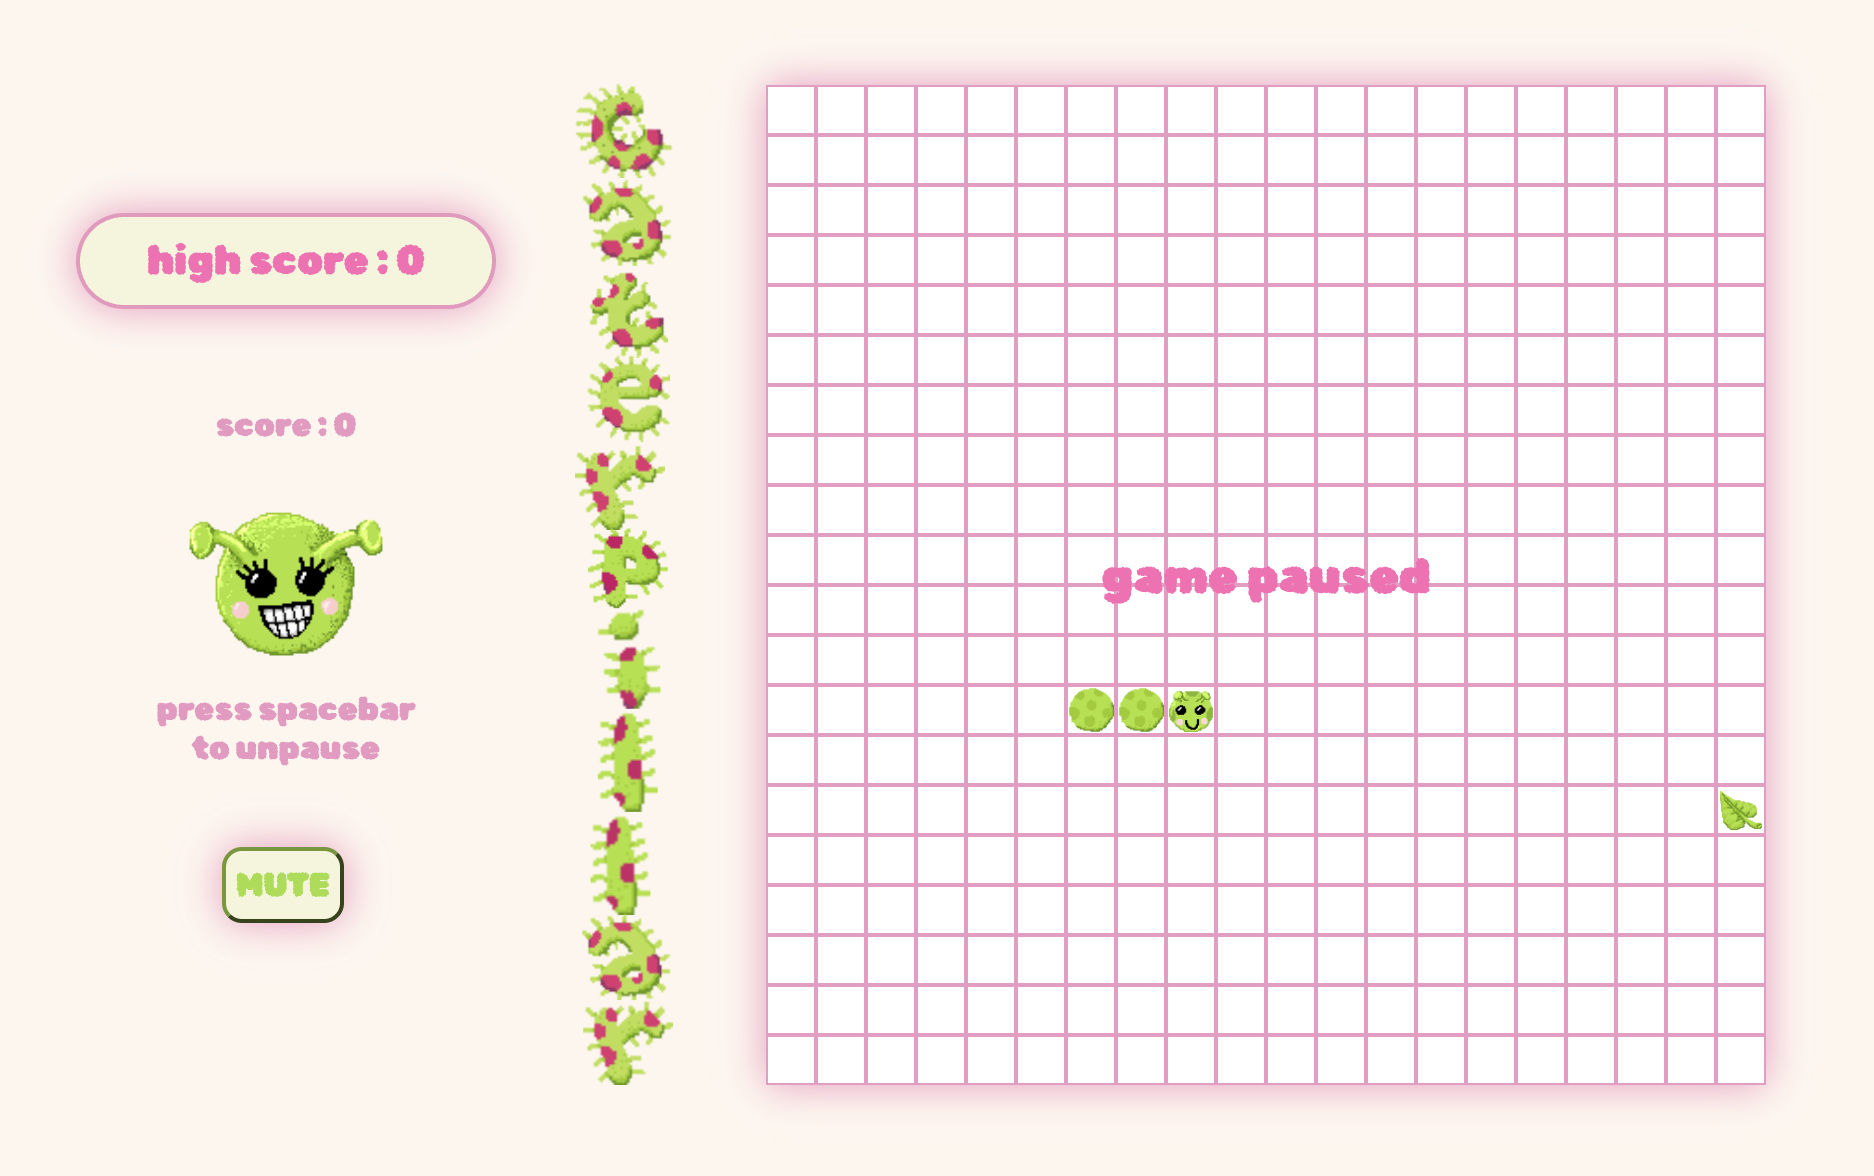 high score : 0
score : 0
press spacebar
to unpause
MUTE
caterpillar
game paused